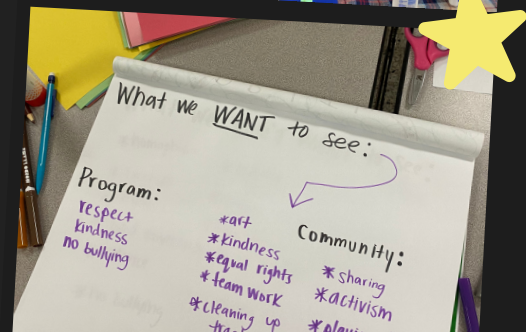 What we WANT to see:
Program:
respect
kindness
no bullying
*art
*kindness
*equal rights
*team work
*cleaning up
Community:
*sharing
*activism